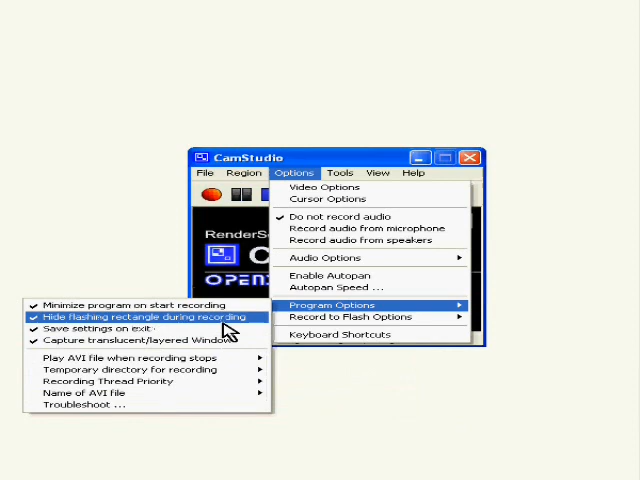 CamStudio
File Region Options Tools View Help
Video Options
Cursor Options
Do not record audio
Record audio from microphone
Record audio from speakers
Audio Options
Enable Autopan
Autopan Speed ...
Program Options
Record to Flash Options
Keyboard Shortcuts
RenderS
C
OPEN
Minimize program on start recording
Hide flashing rectangle during recording
Save settings on exit
Capture translucent/layered Window
Play AVI file when recording stops
Temporary directory for recording
Recording Thread Priority
Name of AVI file
Troubleshoot ...